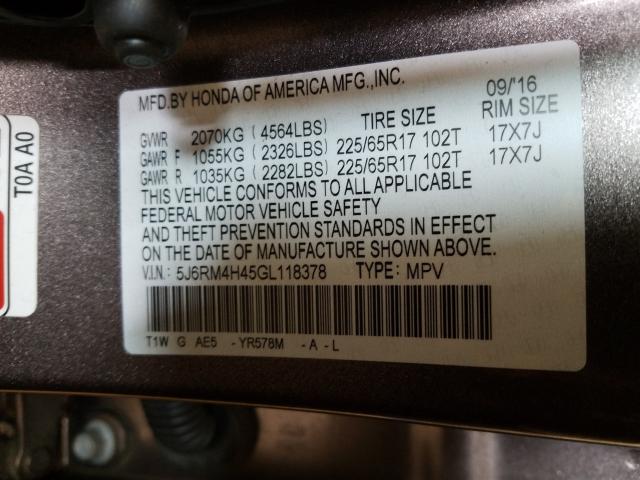 MFD.BY HONDA OF AMERICA MFG.,INC. 09/'16
GVWR 2070KG (4564LBS) TIRE SIZE RIM SIZE
GAWR F 1055KG (2326LBS) 225/65R17 102T 17X7J
GAWR R 1035KG (2282LBS) 225/65R17 102T 17X7J
THIS VEHICLE CONFORMS TO ALL APPLICABLE
FEDERAL MOTOR VEHICLE SAFETY
AND THEFT PREVENTION STANDARDS IN EFFECT
ON THE DATE OF MANUFACTURE SHOWN ABOVE.
V.I.N.: 5J6RM4H45GL118378 TYPE: MPV
T1W G AE5 -YR578M -A-L
T0A A0